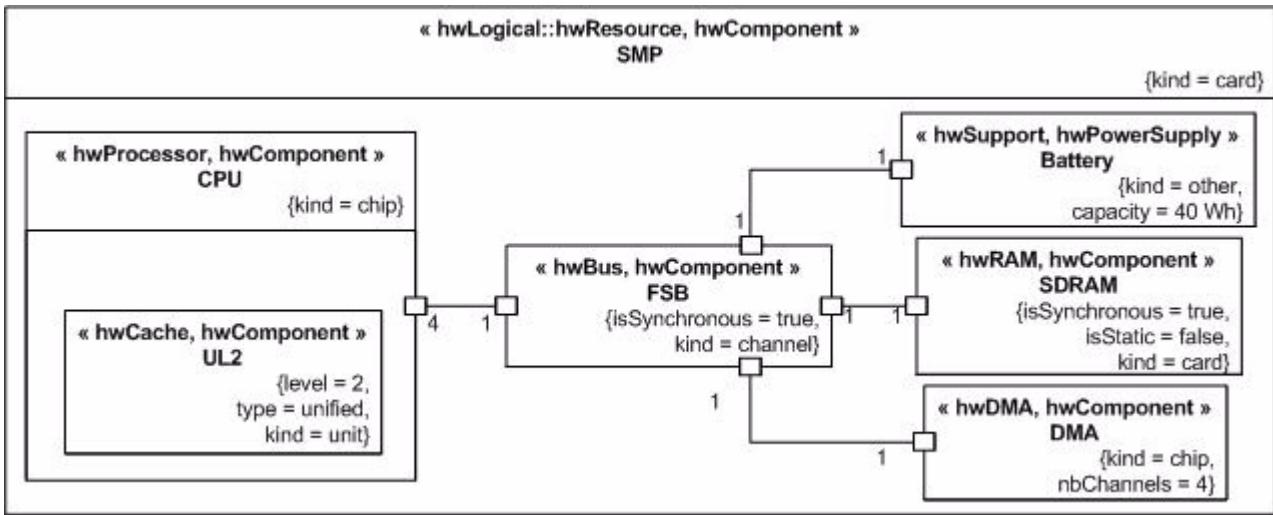 « hwLogical::hwResource, hwComponent »
SMP
{kind = card}
« hwProcessor, hwComponent »
CPU
{kind = chip}
« hwCache, hwComponent »
UL2
{level = 2,
type = unified,
kind = unit}
4
1
« hwBus, hwComponent »
FSB
{isSynchronous = true,
kind = channel}
1
1
« hwSupport, hwPowerSupply »
Battery
{kind = other,
capacity = 40 Wh}
1
1
« hwRAM, hwComponent »
SDRAM
{isSynchronous = true,
isStatic = false,
kind = card}
1
1
« hwDMA, hwComponent »
DMA
{kind = chip,
nbChannels = 4}